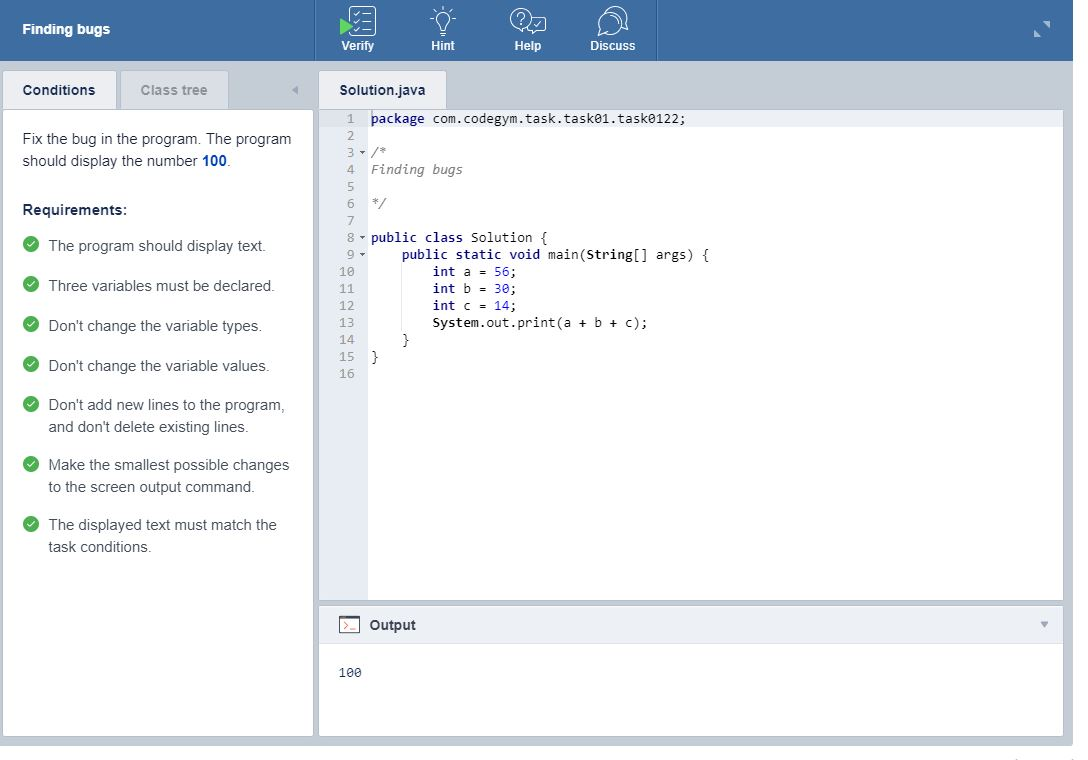 Finding bugs
Verify
Hint
Help
Discuss
Conditions
Class tree
Fix the bug in the program. The program
should display the number 100.
Requirements:
The program should display text.
Three variables must be declared.
Don't change the variable types.
Don't change the variable values.
Don't add new lines to the program,
and don't delete existing lines.
Make the smallest possible changes
to the screen output command.
The displayed text must match the
task conditions.
Solution.java
1 package com.codegym.task.task01.task0122;
2
3 /*
4 Finding bugs
5
6 */
7
8 public class Solution {
9     public static void main(String[] args) {
10         int a = 56;
11         int b = 30;
12         int c = 14;
13         System.out.print(a + b + c);
14     }
15 }
16
>_ Output
100